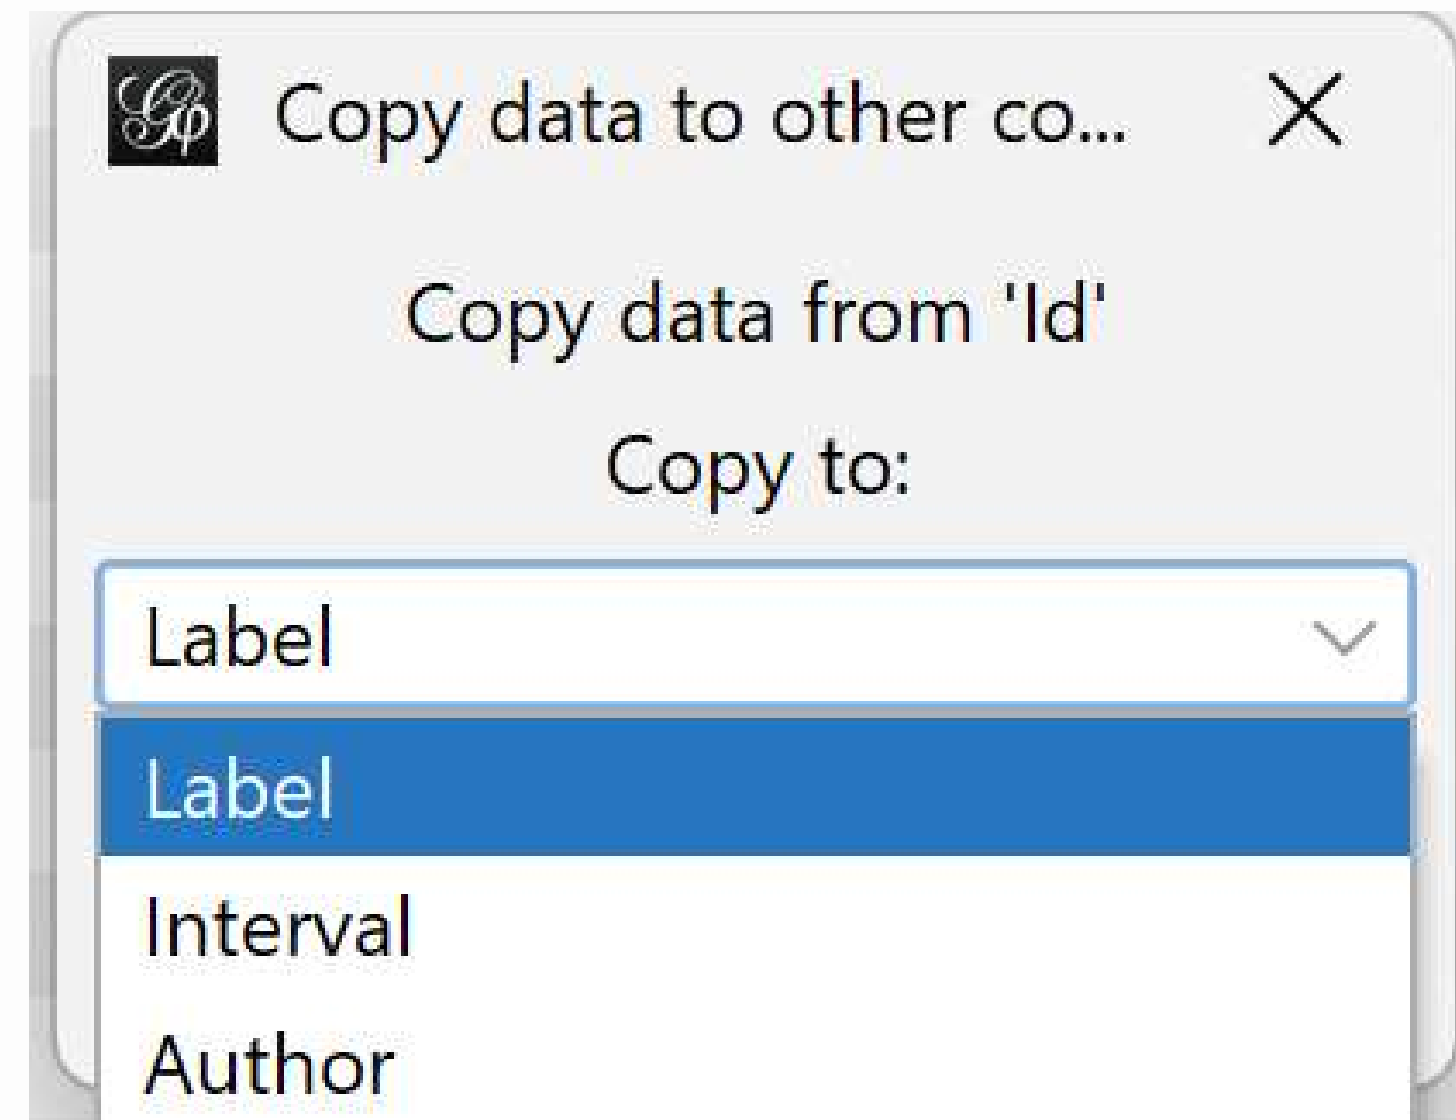 Copy data to other co...
Copy data from 'Id'
Copy to:
Label
Label
Interval
Author